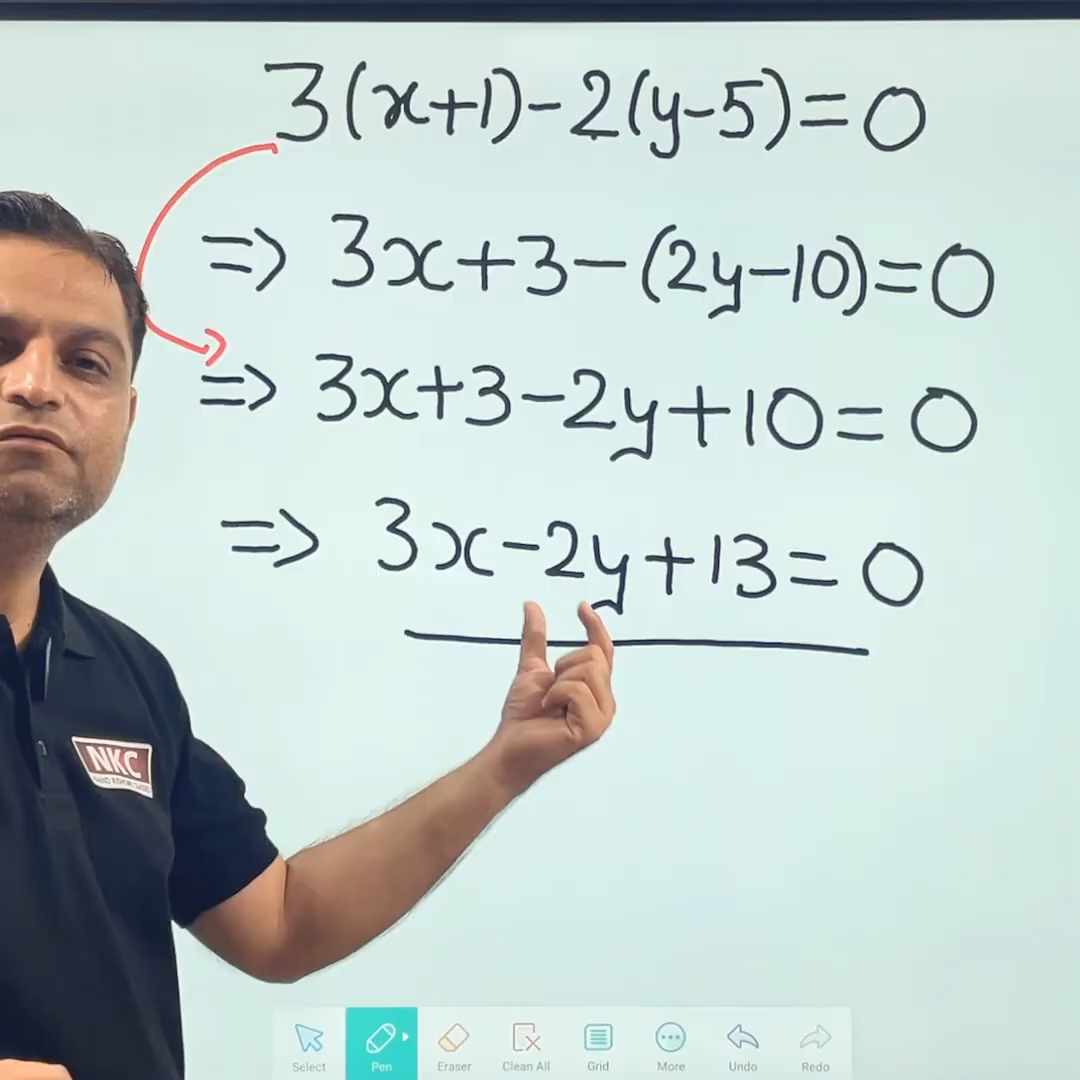 3(x+1)-2(y-5)=0
=> 3x+3-(2y-10)=0
=> 3x+3-2y+10=0
=> 3x-2y+13=0
NKC
Select Pen Eraser Clean All Grid More Undo Redo